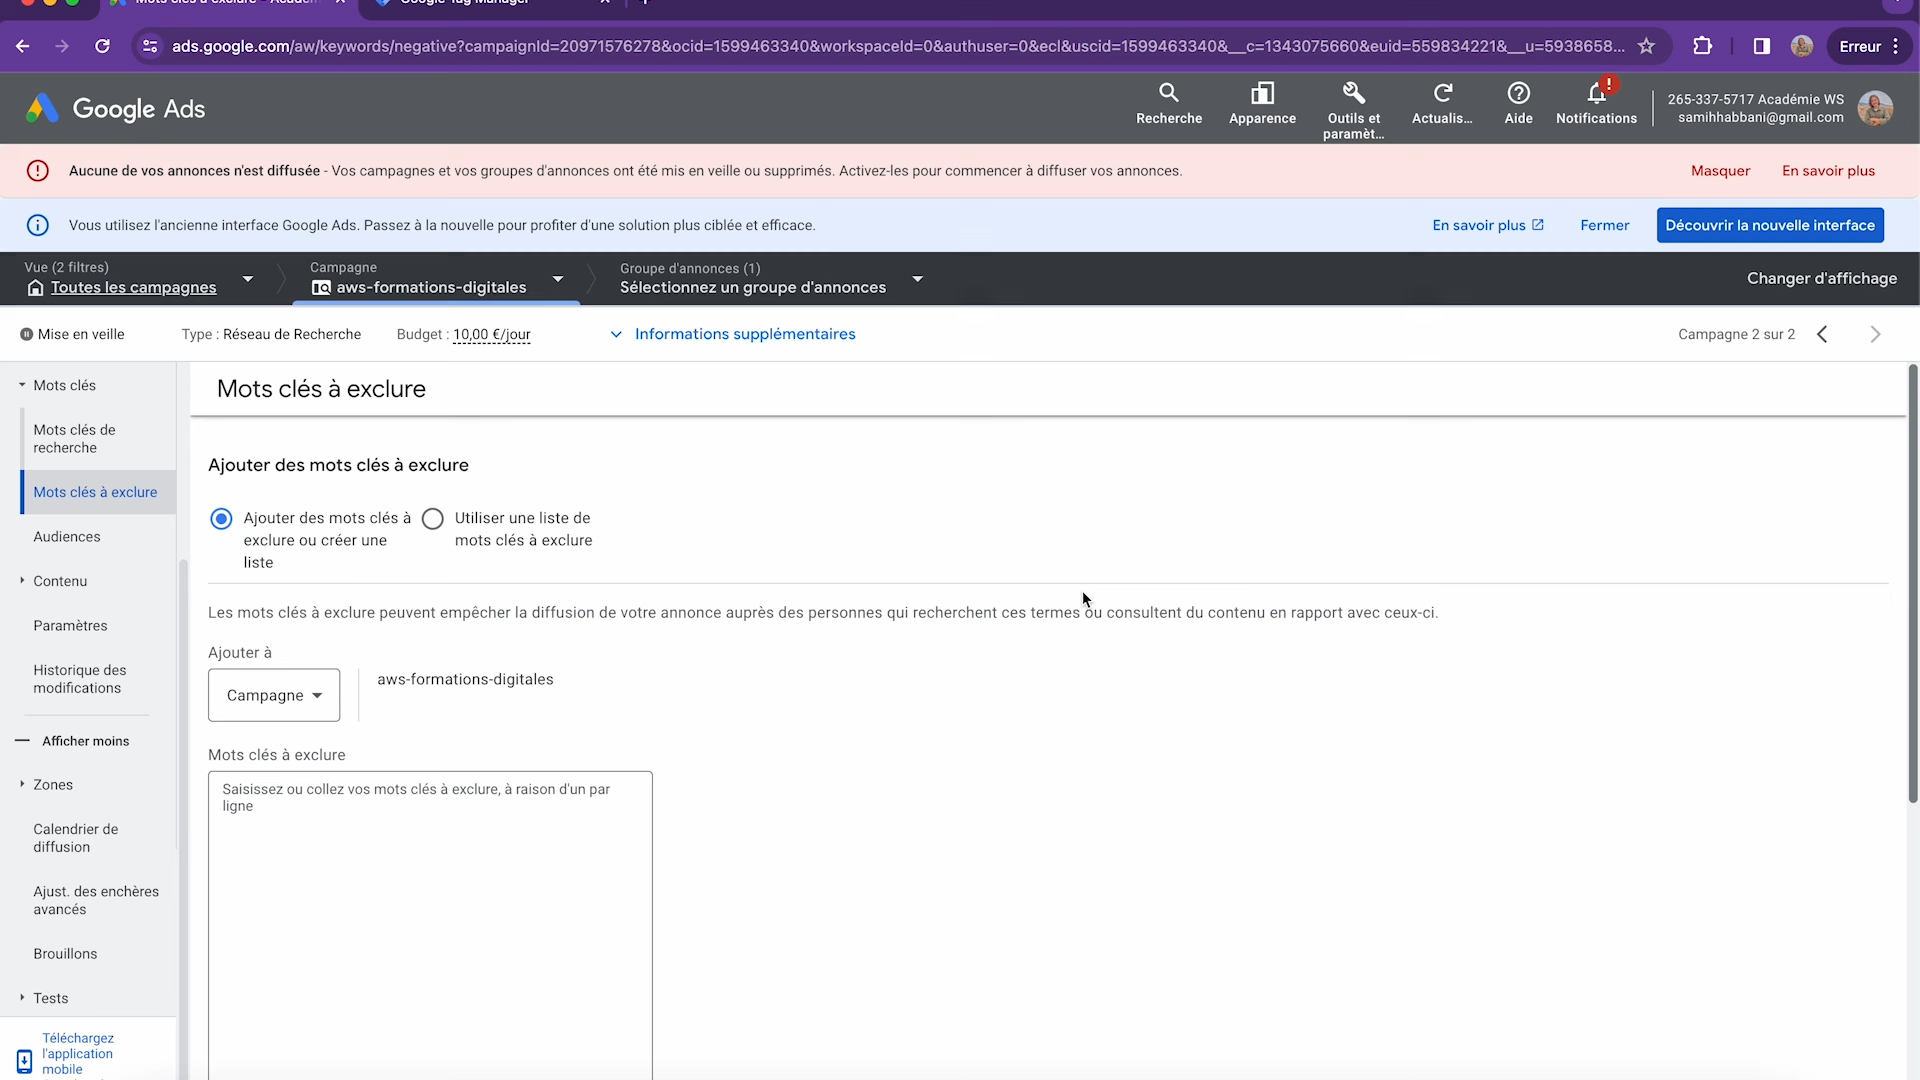 Google Tag Manager
ads.google.com/aw/keywords/negative?campaignId=20971576278&ocid=1599463340&workspaceId=0&authuser=0&ecl&uscid=1599463340&__c=1343075660&euid=559834221&__u=5938658...
Erreur
Google Ads
Recherche
Apparence
Outils et
paramèt...
Actualis...
Aide
Notifications
265-337-5717 Académie WS
samihhabbani@gmail.com
Aucune de vos annonces n'est diffusée - Vos campagnes et vos groupes d'annonces ont été mis en veille ou supprimés. Activez-les pour commencer à diffuser vos annonces.
Masquer
En savoir plus
Vous utilisez l'ancienne interface Google Ads. Passez à la nouvelle pour profiter d'une solution plus ciblée et efficace.
En savoir plus
Fermer
Découvrir la nouvelle interface
Vue (2 filtres)
Toutes les campagnes
Campagne
aws-formations-digitales
Groupe d'annonces (1)
Sélectionnez un groupe d'annonces
Changer d'affichage
Mise en veille
Type : Réseau de Recherche
Budget : 10,00 €/jour
Informations supplémentaires
Campagne 2 sur 2
Mots clés
Mots clés de
recherche
Mots clés à exclure
Audiences
Contenu
Paramètres
Historique des
modifications
Afficher moins
Zones
Calendrier de
diffusion
Ajust. des enchères
avancés
Brouillons
Tests
Téléchargez
l'application
mobile
Mots clés à exclure
Ajouter des mots clés à exclure
Ajouter des mots clés à
exclure ou créer une
liste
Utiliser une liste de
mots clés à exclure
Les mots clés à exclure peuvent empêcher la diffusion de votre annonce auprès des personnes qui recherchent ces termes ou consultent du contenu en rapport avec ceux-ci.
Ajouter à
Campagne
aws-formations-digitales
Mots clés à exclure
Saisissez ou collez vos mots clés à exclure, à raison d'un par
ligne